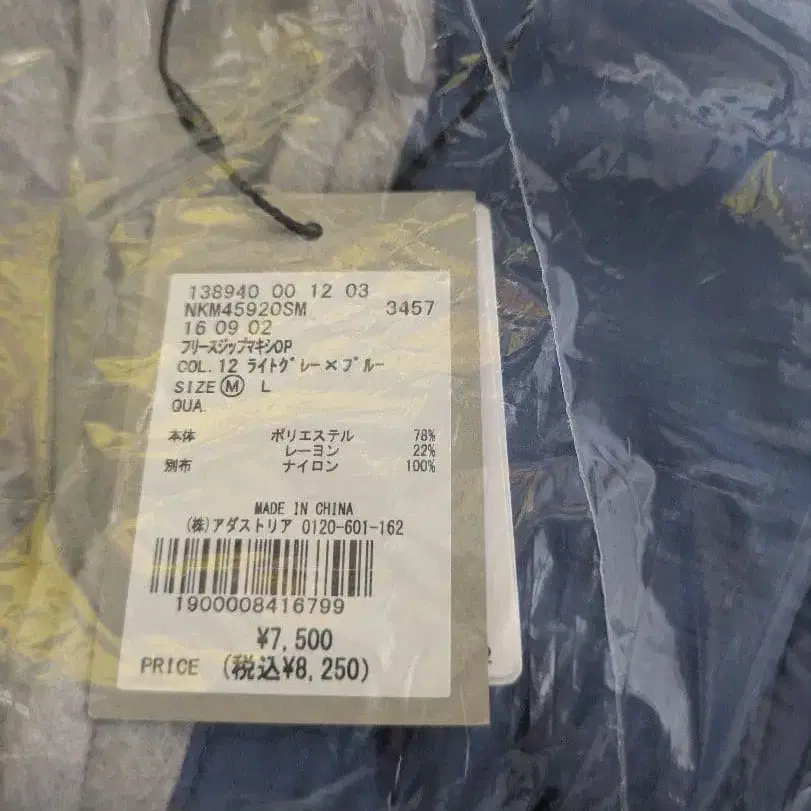 138940 00 12 03
NKM45920SM 3457
16 09 02
フリースジップマキシOP
COL.12 ライトグレー×ブルー
SIZE Ⓜ L
QUA.
本体 ポリエステル 78%
レーヨン 22%
別布 ナイロン 100%
MADE IN CHINA
(株)アダストリア 0120-601-162
1900008416799
¥7,500
PRICE (税込¥8,250)